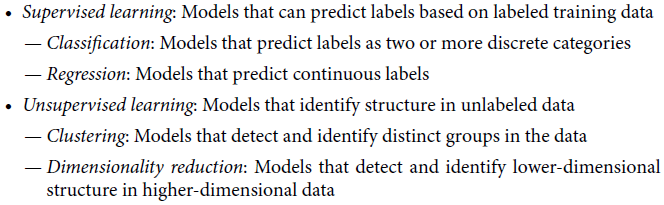 • Supervised learning: Models that can predict labels based on labeled training data
— Classification: Models that predict labels as two or more discrete categories
— Regression: Models that predict continuous labels
• Unsupervised learning: Models that identify structure in unlabeled data
— Clustering: Models that detect and identify distinct groups in the data
— Dimensionality reduction: Models that detect and identify lower-dimensional
structure in higher-dimensional data